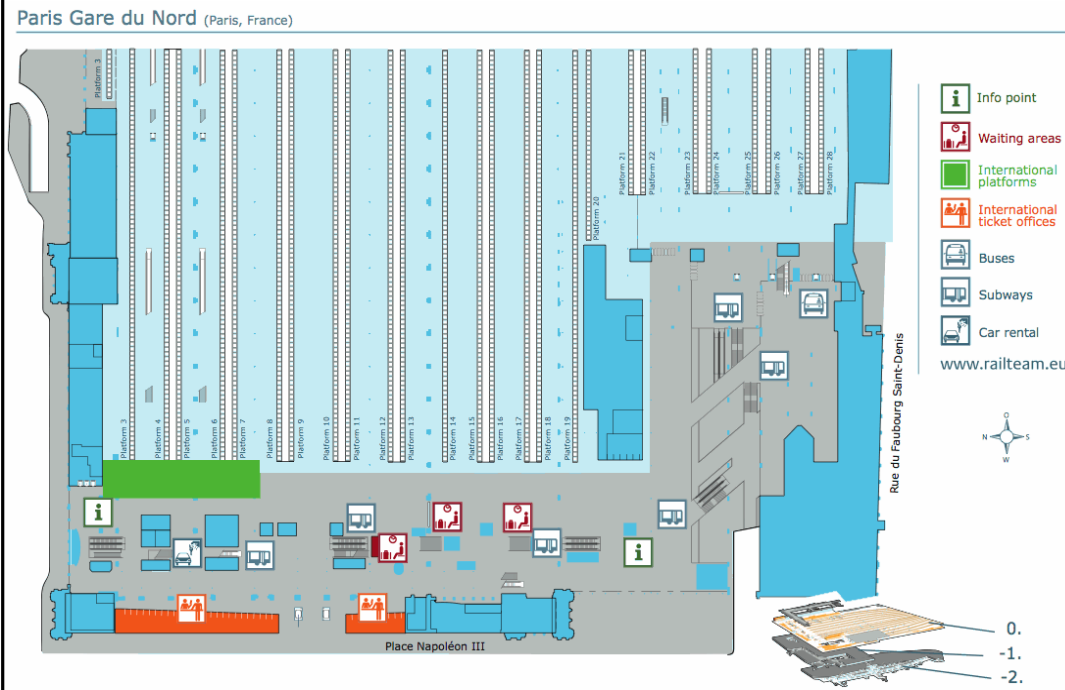 Paris Gare du Nord (Paris, France)
Platform 3
Platform 21
Platform 22
Platform 23
Platform 24
Platform 25
Platform 26
Platform 27
Platform 28
Platform 20
Platform 3
Platform 4
Platform 5
Platform 6
Platform 7
Platform 8
Platform 9
Platform 10
Platform 11
Platform 12
Platform 13
Platform 14
Platform 15
Platform 16
Platform 17
Platform 18
Platform 19
Rue du Faubourg Saint-Denis
Place Napoléon III
i
i
i Info point
Waiting areas
International
platforms
International
ticket offices
Buses
Subways
Car rental
www.railteam.eu
O
N
S
W
0.
-1.
-2.